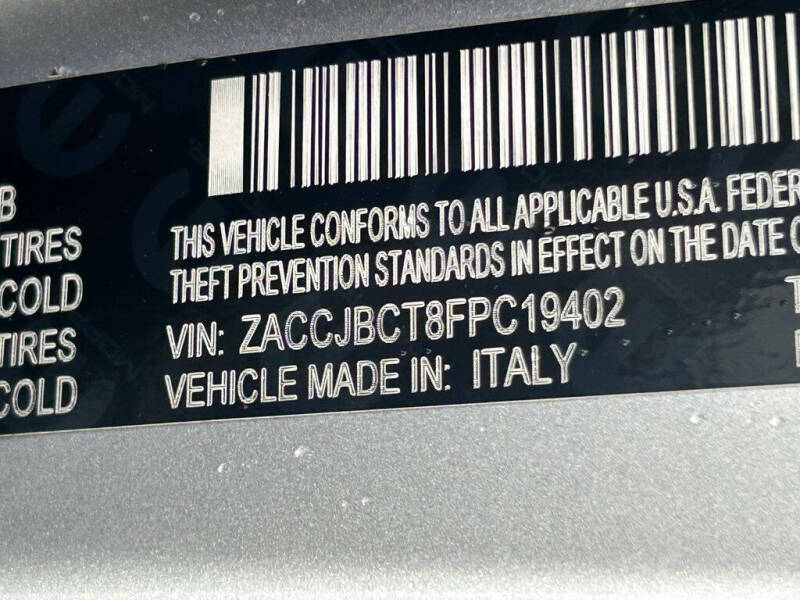 B
TIRES
COLD
TIRES
COLD
THIS VEHICLE CONFORMS TO ALL APPLICABLE U.S.A. FEDER
THEFT PREVENTION STANDARDS IN EFFECT ON THE DATE O
VIN: ZACCJBCT8FPC19402
VEHICLE MADE IN: ITALY